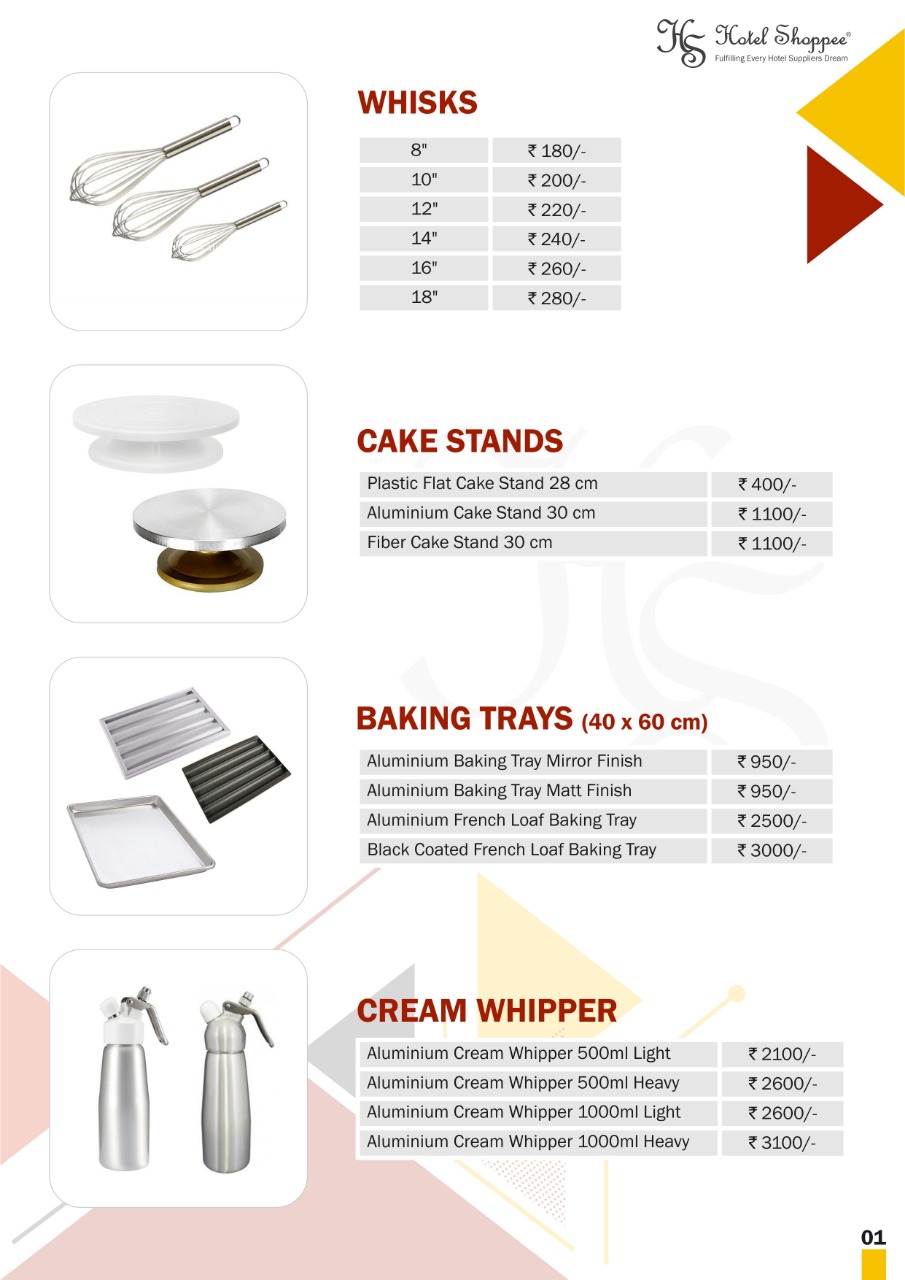 HS Hotel Shoppee®
Fulfilling Every Hotel Suppliers Dream
WHISKS
8" ₹ 180/-
10" ₹ 200/-
12" ₹ 220/-
14" ₹ 240/-
16" ₹ 260/-
18" ₹ 280/-
CAKE STANDS
Plastic Flat Cake Stand 28 cm ₹ 400/-
Aluminium Cake Stand 30 cm ₹ 1100/-
Fiber Cake Stand 30 cm ₹ 1100/-
BAKING TRAYS (40 x 60 cm)
Aluminium Baking Tray Mirror Finish ₹ 950/-
Aluminium Baking Tray Matt Finish ₹ 950/-
Aluminium French Loaf Baking Tray ₹ 2500/-
Black Coated French Loaf Baking Tray ₹ 3000/-
CREAM WHIPPER
Aluminium Cream Whipper 500ml Light ₹ 2100/-
Aluminium Cream Whipper 500ml Heavy ₹ 2600/-
Aluminium Cream Whipper 1000ml Light ₹ 2600/-
Aluminium Cream Whipper 1000ml Heavy ₹ 3100/-
01